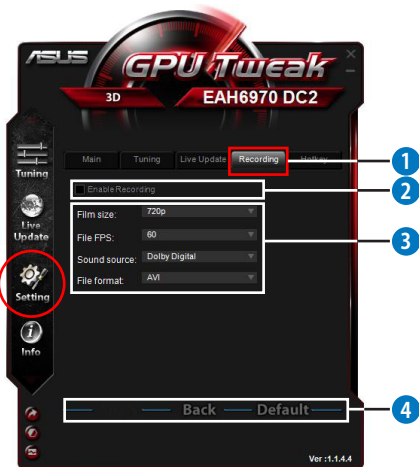 ASUS
GPU Tweak
3D
EAH6970 DC2
Tuning
Live
Update
Setting
Info
Main Tuning Live Update Recording Hotkey
1
Enable Recording
2
Film size: 720p
File FPS: 60
Sound source: Dolby Digital
File format: AVI
3
Back Default
4
Ver :1.1.4.4